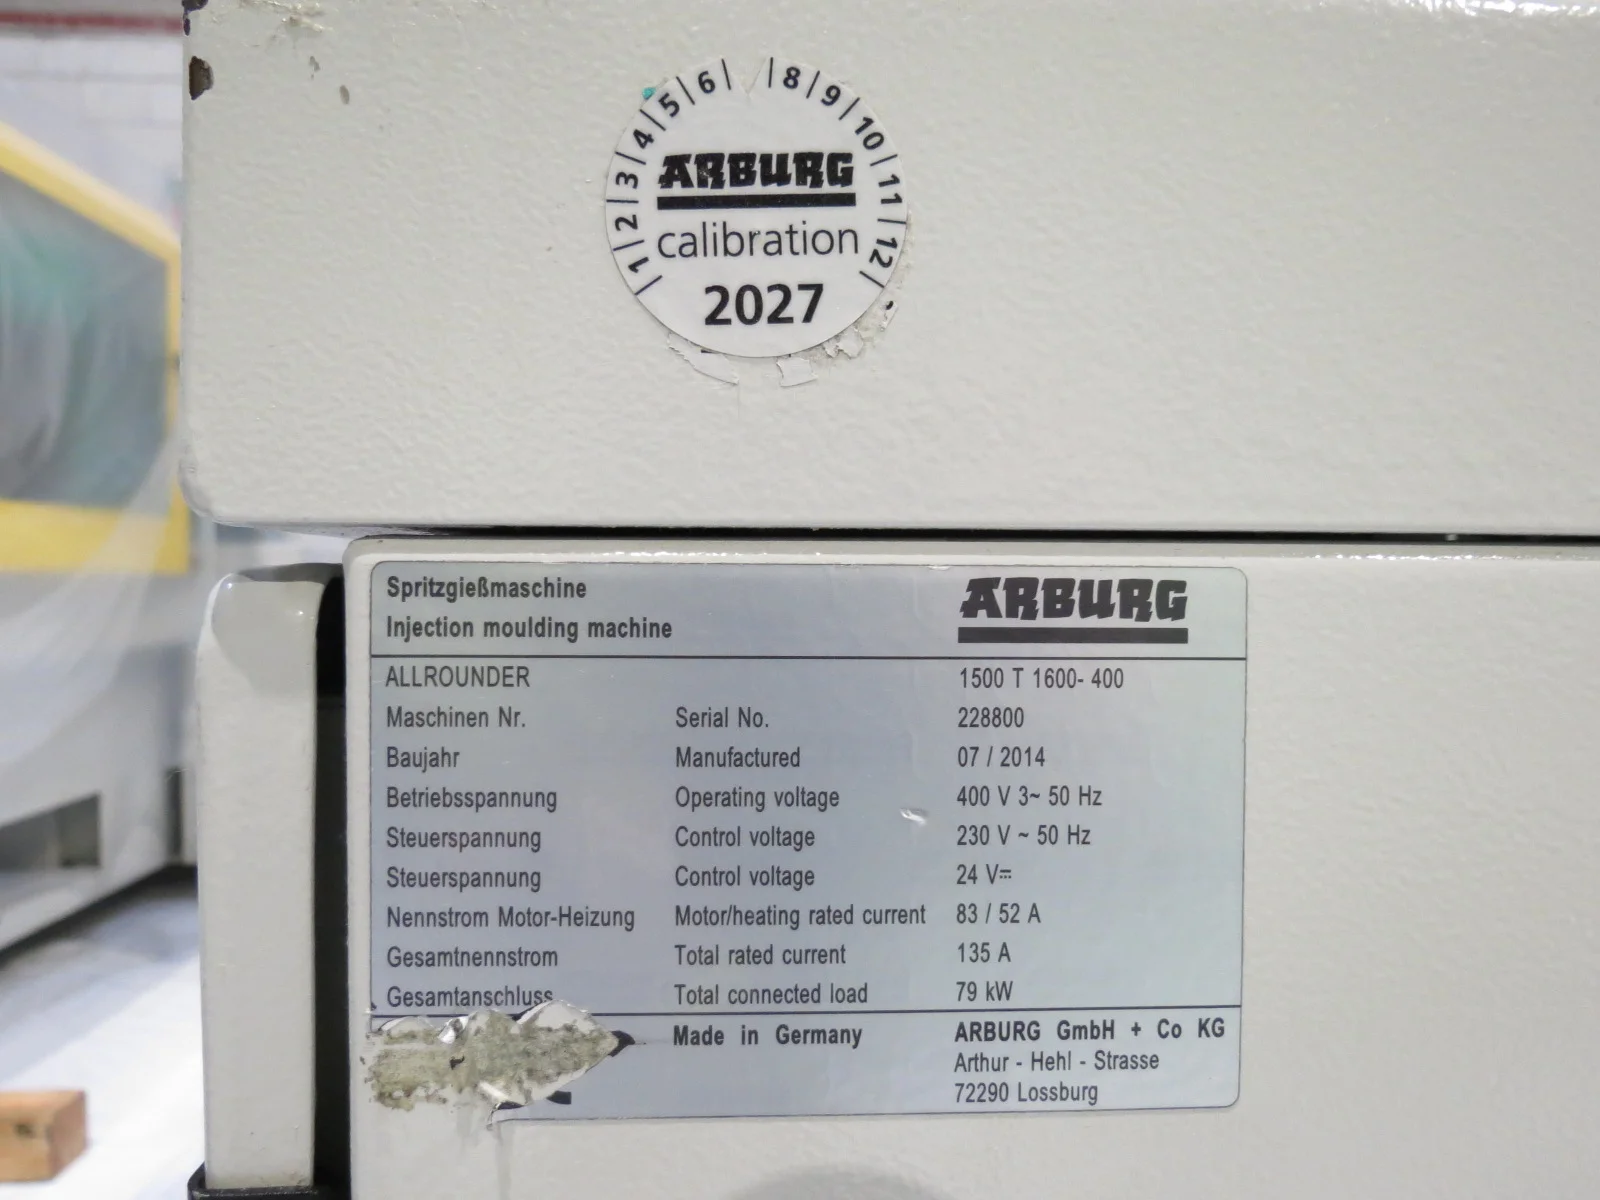 1 2 3 4 5 6 8 9 10 11 12
ARBURG
calibration
2027
Spritzgießmaschine
Injection moulding machine
ARBURG
ALLROUNDER 1500 T 1600- 400
Maschinen Nr. Serial No. 228800
Baujahr Manufactured 07 / 2014
Betriebsspannung Operating voltage 400 V 3~ 50 Hz
Steuerspannung Control voltage 230 V ~ 50 Hz
Steuerspannung Control voltage 24 V⎓
Nennstrom Motor-Heizung Motor/heating rated current 83 / 52 A
Gesamtnennstrom Total rated current 135 A
Gesamtanschluss Total connected load 79 kW
Made in Germany ARBURG GmbH + Co KG
Arthur - Hehl - Strasse
72290 Lossburg